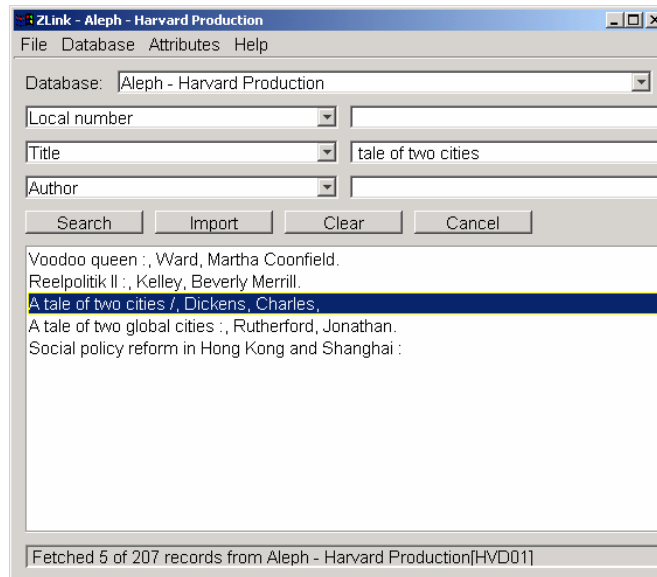 ZLink - Aleph - Harvard Production
File Database Attributes Help
Database: Aleph - Harvard Production
Local number
Title tale of two cities
Author
Search Import Clear Cancel
Voodoo queen :, Ward, Martha Coonfield.
Reelpolitik II :, Kelley, Beverly Merrill.
A tale of two cities /, Dickens, Charles,
A tale of two global cities :, Rutherford, Jonathan.
Social policy reform in Hong Kong and Shanghai :
Fetched 5 of 207 records from Aleph - Harvard Production[HVD01]